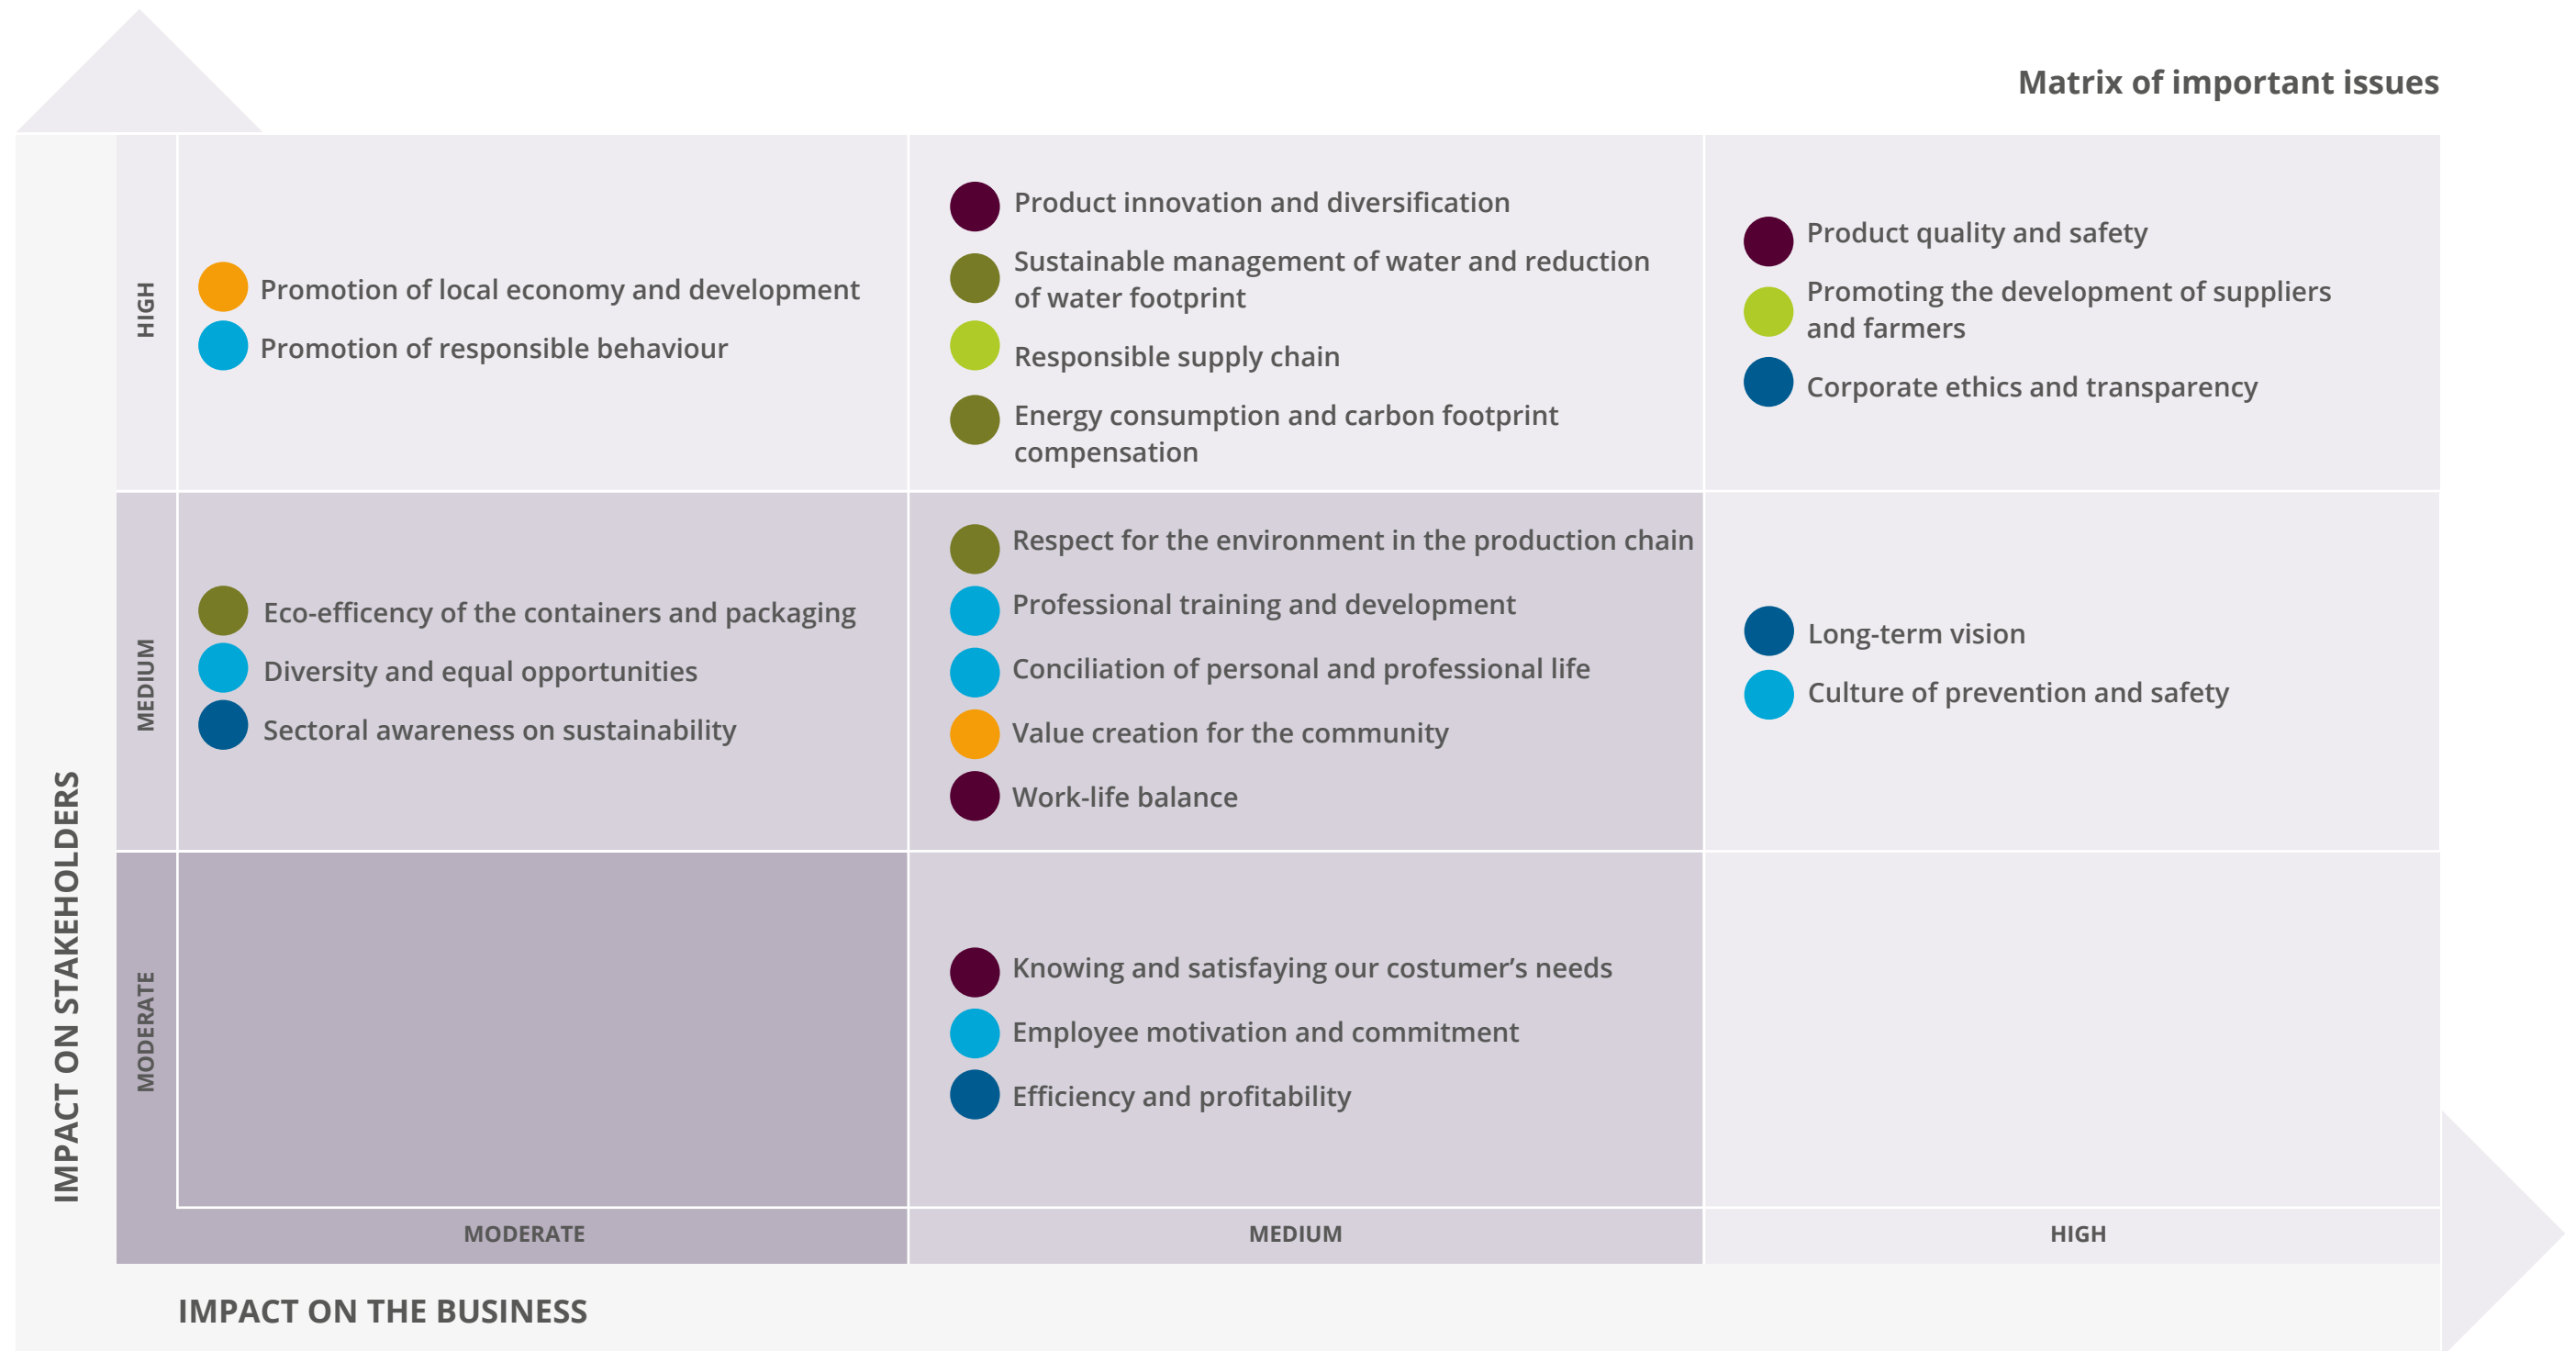 Matrix of important issues
IMPACT ON STAKEHOLDERS
HIGH
Promotion of local economy and development
Promotion of responsible behaviour
Product innovation and diversification
Sustainable management of water and reduction
of water footprint
Responsible supply chain
Energy consumption and carbon footprint
compensation
Product quality and safety
Promoting the development of suppliers
and farmers
Corporate ethics and transparency
MEDIUM
Eco-efficency of the containers and packaging
Diversity and equal opportunities
Sectoral awareness on sustainability
Respect for the environment in the production chain
Professional training and development
Conciliation of personal and professional life
Value creation for the community
Work-life balance
Long-term vision
Culture of prevention and safety
MODERATE
Knowing and satisfaying our costumer’s needs
Employee motivation and commitment
Efficiency and profitability
MODERATE
MEDIUM
HIGH
IMPACT ON THE BUSINESS